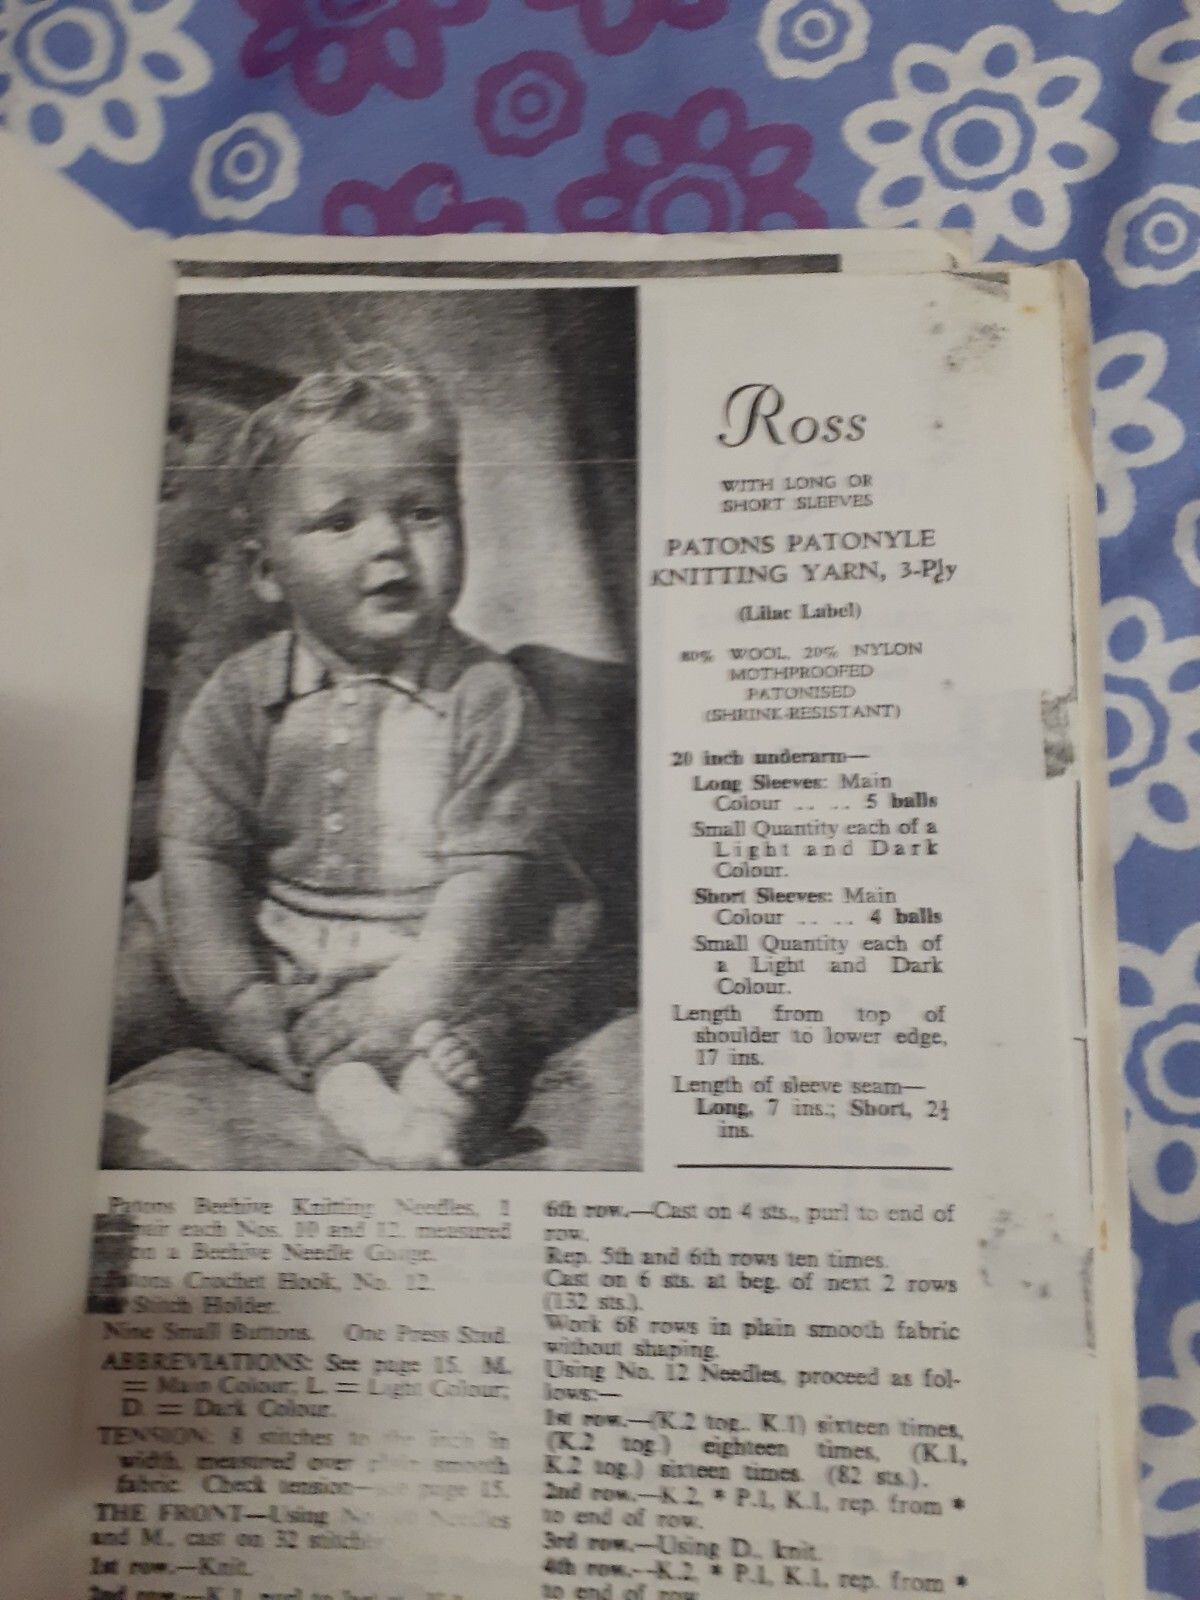 Ross
WITH LONG OR
SHORT SLEEVES
PATONS PATONYLE
KNITTING YARN, 3-Ply
(Lilac Label)
80% WOOL, 20% NYLON
MOTHPROOFED
PATONISED
(SHRINK-RESISTANT)
20 inch underarm—
Long Sleeves: Main
Colour .. .. 5 balls
Small Quantity each of a
Light and Dark
Colour.
Short Sleeves: Main
Colour .. .. 4 balls
Small Quantity each of
a Light and Dark
Colour.
Length from top of
shoulder to lower edge,
17 ins.
Length of sleeve seam—
Long, 7 ins.; Short, 2½
ins.
Patons Beehive Knitting Needles, 1
pair each Nos. 10 and 12, measured
on a Beehive Needle Gauge.
Patons Crochet Hook, No. 12.
Stitch Holder.
Nine Small Buttons. One Press Stud.
ABBREVIATIONS: See page 15. M.
= Main Colour; L. = Light Colour;
D. = Dark Colour.
TENSION: 8 stitches to the inch in
width, measured over plain smooth
fabric. Check tension—see page 15.
THE FRONT—Using Needles
and M., cast on 32 stitches
1st row.—Knit.
2nd row.—K.1, purl to last
6th row.—Cast on 4 sts., purl to end of
row.
Rep. 5th and 6th rows ten times.
Cast on 6 sts. at beg. of next 2 rows
(132 sts.).
Work 68 rows in plain smooth fabric
without shaping.
Using No. 12 Needles, proceed as fol-
lows:—
1st row.—(K.2 tog., K.1) sixteen times,
(K.2 tog.) eighteen times, (K.1,
K.2 tog.) sixteen times. (82 sts.).
2nd row.—K.2, * P.1, K.1, rep. from *
to end of row.
3rd row.—Using D., knit.
4th row.—K.2, * P.1, K.1, rep. from *
to end of row